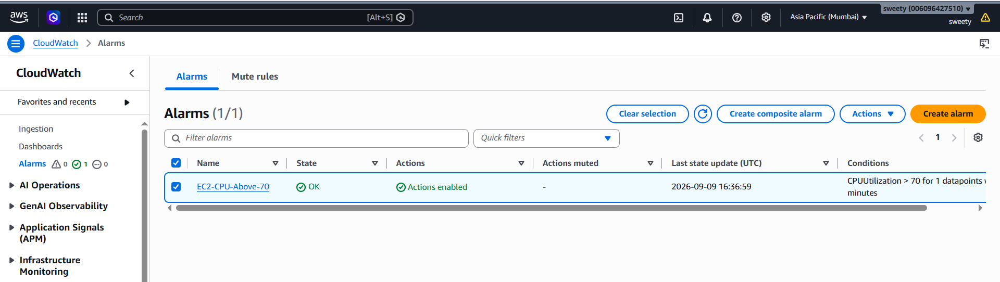 aws
Search
[Alt+S]
Asia Pacific (Mumbai)
sweety (006096427510)
sweety
CloudWatch
Alarms
CloudWatch
Favorites and recents
Ingestion
Dashboards
Alarms 0 1 0
AI Operations
GenAI Observability
Application Signals
(APM)
Infrastructure
Monitoring
Alarms
Mute rules
Alarms (1/1)
Clear selection
Create composite alarm
Actions
Create alarm
Filter alarms
Quick filters
1
Name State Actions Actions muted Last state update (UTC) Conditions
EC2-CPU-Above-70 OK Actions enabled - 2026-09-09 16:36:59 CPUUtilization > 70 for 1 datapoints
minutes